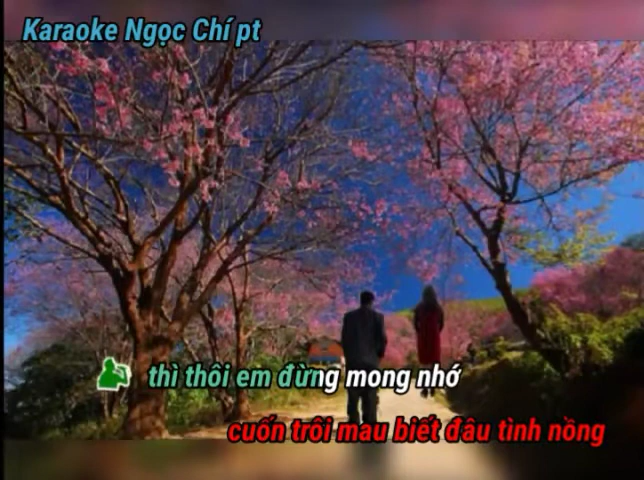 Karaoke Ngọc Chí pt
thì thôi em đừng mong nhớ
cuốn trôi mau biết đâu tình nồng